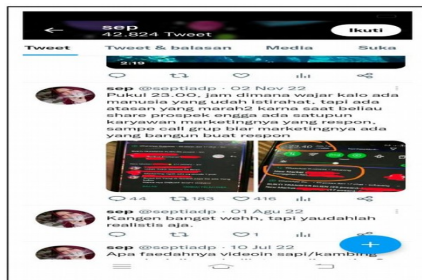 sep
42.824 Tweet
Ikuti
Tweet Tweet & balasan Media Suka
2:19
sep @septiadp · 02 Nov 22
Pukul 23.00, jam dimana wajar kalo ada
manusia yang udah istirahat, tapi ada
atasan yang marah2 karna saat beliau
share prospek engga ada satupun
karyawan marketingnya yang respon,
sampe call grup biar marketingnya ada
yang bangun buat respon
44 183 416
sep @septiadp · 01 Agu 22
Kangen banget wehh, tapi yaudahlah
realistis aja.
1
sep @septiadp · 10 Jul 22
Apa faedahnya videoin sapi/kambing